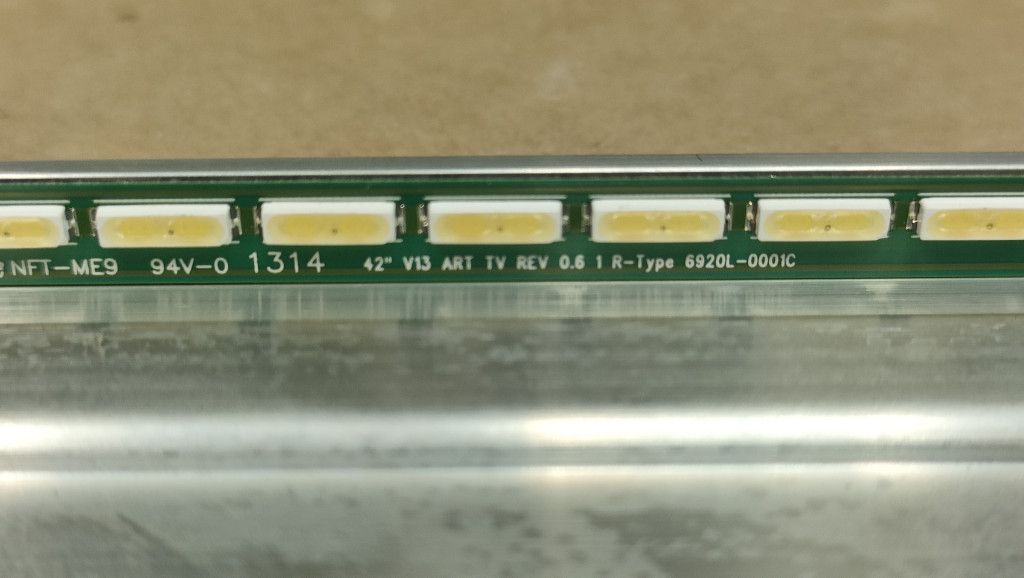 NFT-ME9 94V-0 1314 42" V13 ART TV REV 0.6 1 R-Type 6920L-0001C